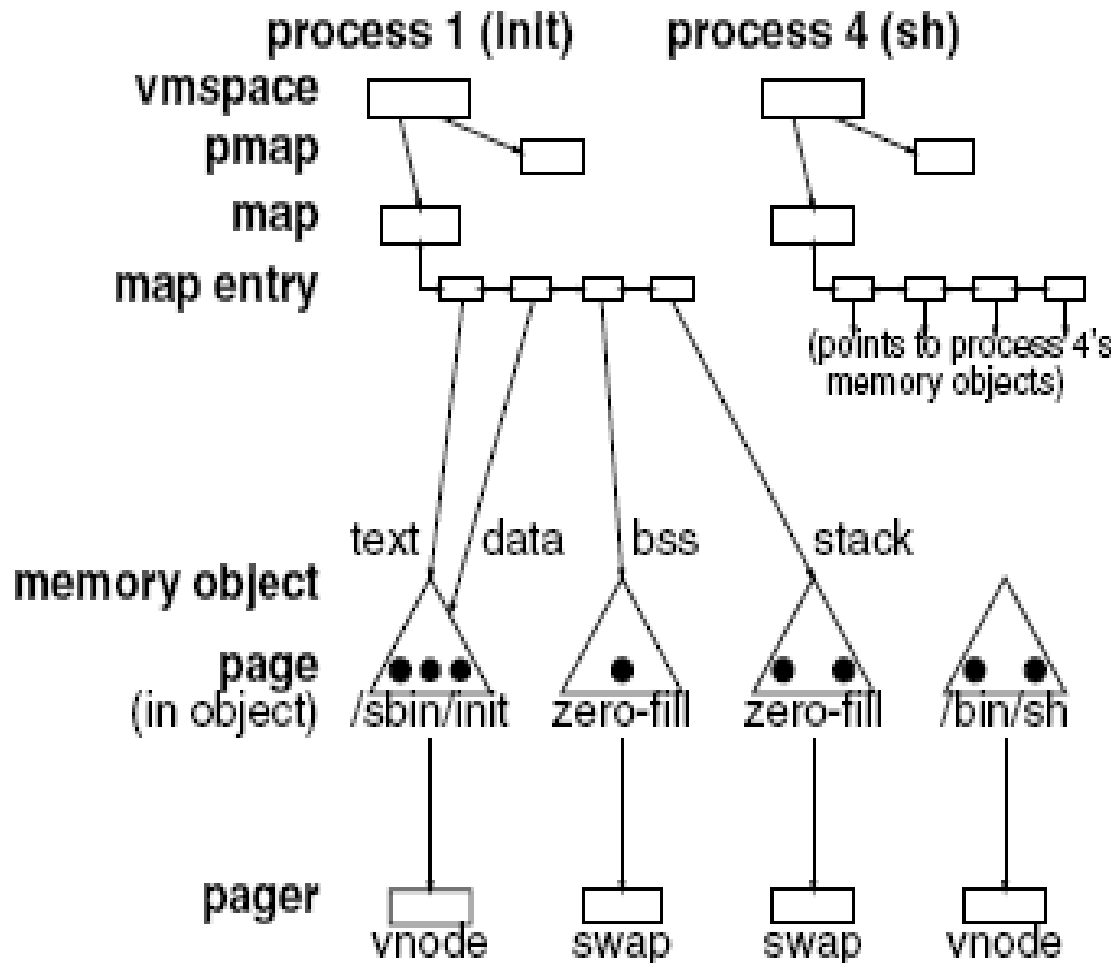 process 1 (init)
process 4 (sh)
vmspace
pmap
map
map entry
(points to process 4's
memory objects)
text
data
bss
stack
memory object
page
(in object)
/sbin/init
zero-fill
zero-fill
/bin/sh
pager
vnode
swap
swap
vnode